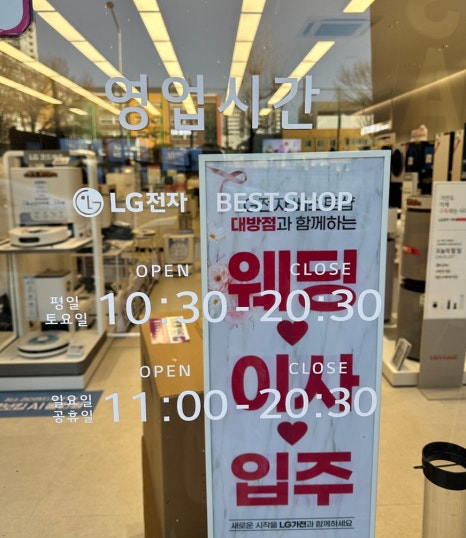 영업시간
LG전자 BEST SHOP
대방점과 함께하는
웨딩
OPEN CLOSE
평일
토요일
10:30-20:30
이사
OPEN CLOSE
일요일
공휴일
11:00-20:30
입주
새로운 시작을 LG가전과 함께하세요